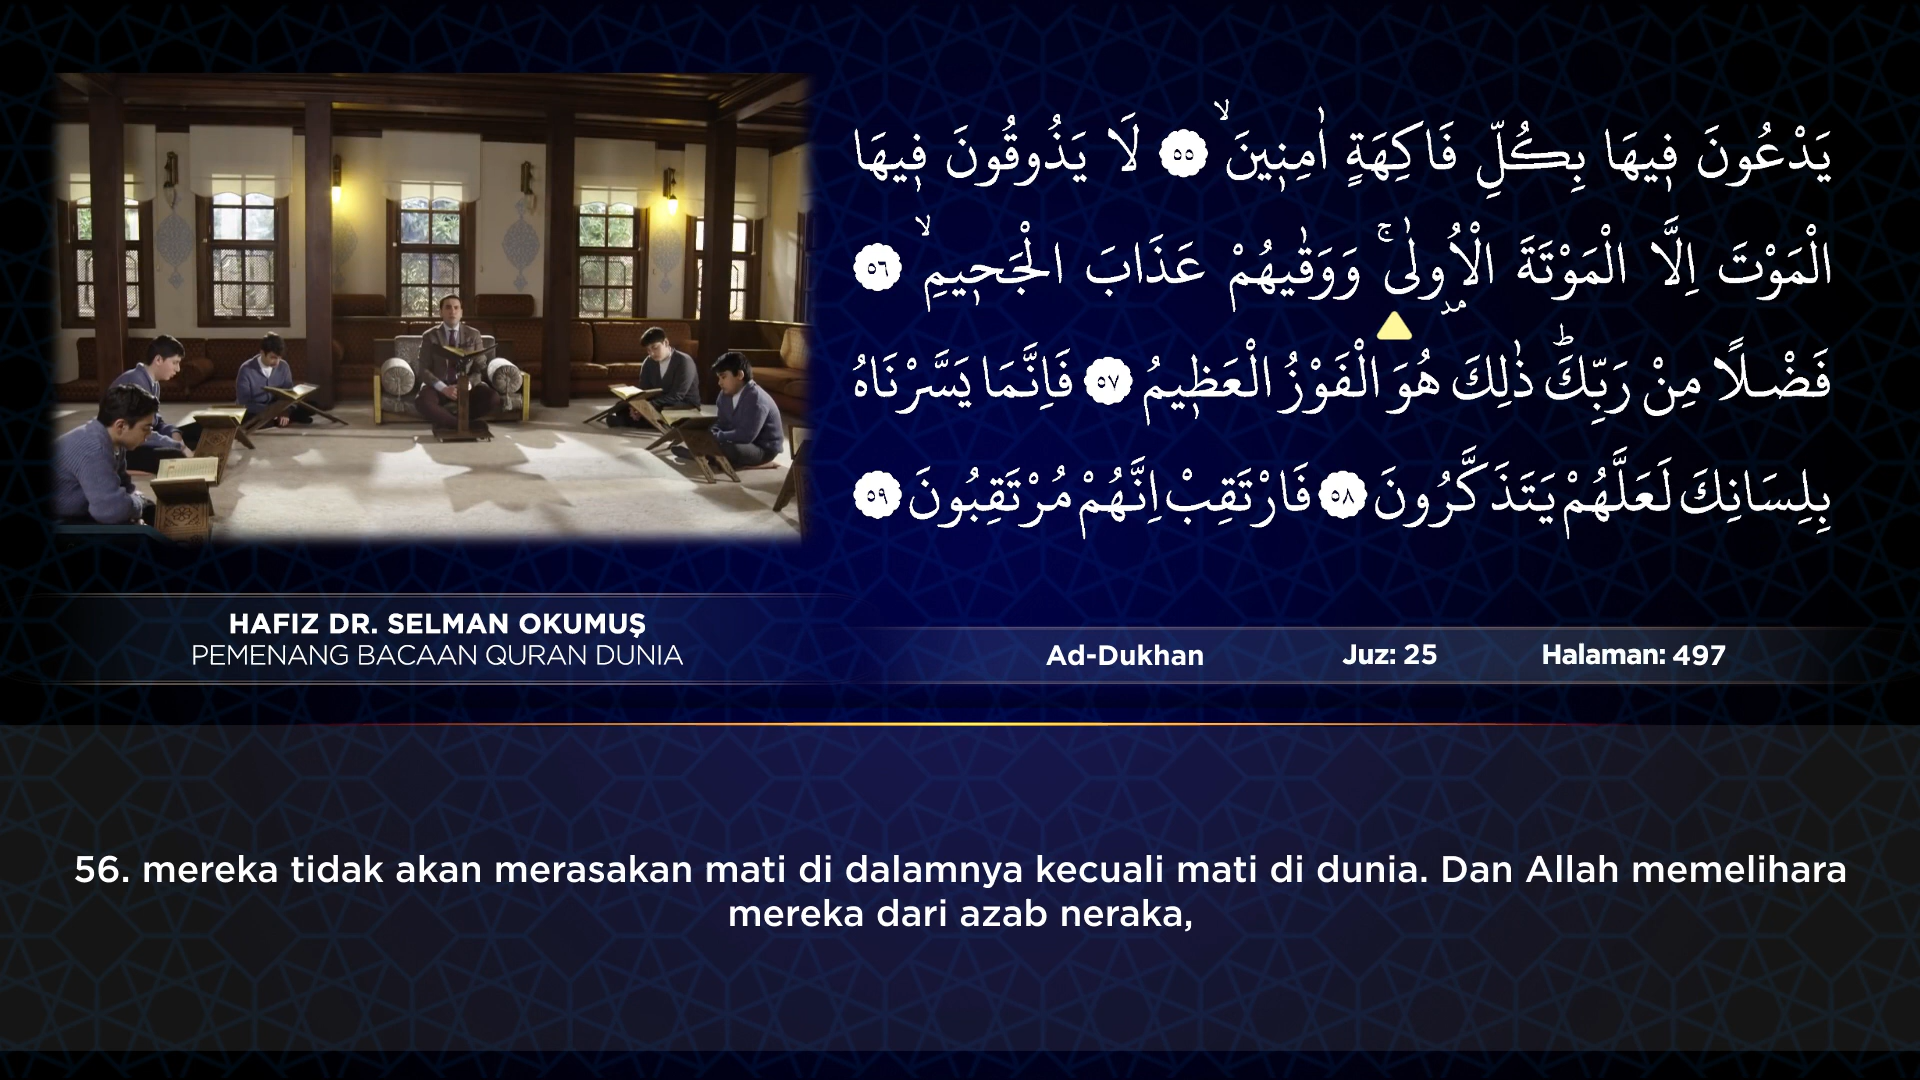 يَدْعُونَ فٖيهَا بِكُلِّ فَاكِهَةٍ اٰمِنٖينَۙ ٥٥ لَا يَذُوقُونَ فٖيهَا
الْمَوْتَ اِلَّا الْمَوْتَةَ الْاُو۫لٰىۚ وَوَقٰيهُمْ عَذَابَ الْجَحٖيمِۙ ٥٦
فَضْلًا مِنْ رَبِّكَؕ ذٰلِكَ هُوَ الْفَوْزُ الْعَظٖيمُ ٥٧ فَاِنَّمَا يَسَّرْنَاهُ
بِلِسَانِكَ لَعَلَّهُمْ يَتَذَكَّرُونَ ٥٨ فَارْتَقِبْ اِنَّهُمْ مُرْتَقِبُونَ ٥٩
HAFIZ DR. SELMAN OKUMUŞ
PEMENANG BACAAN QURAN DUNIA
Ad-Dukhan Juz: 25 Halaman: 497
56. mereka tidak akan merasakan mati di dalamnya kecuali mati di dunia. Dan Allah memelihara
mereka dari azab neraka,